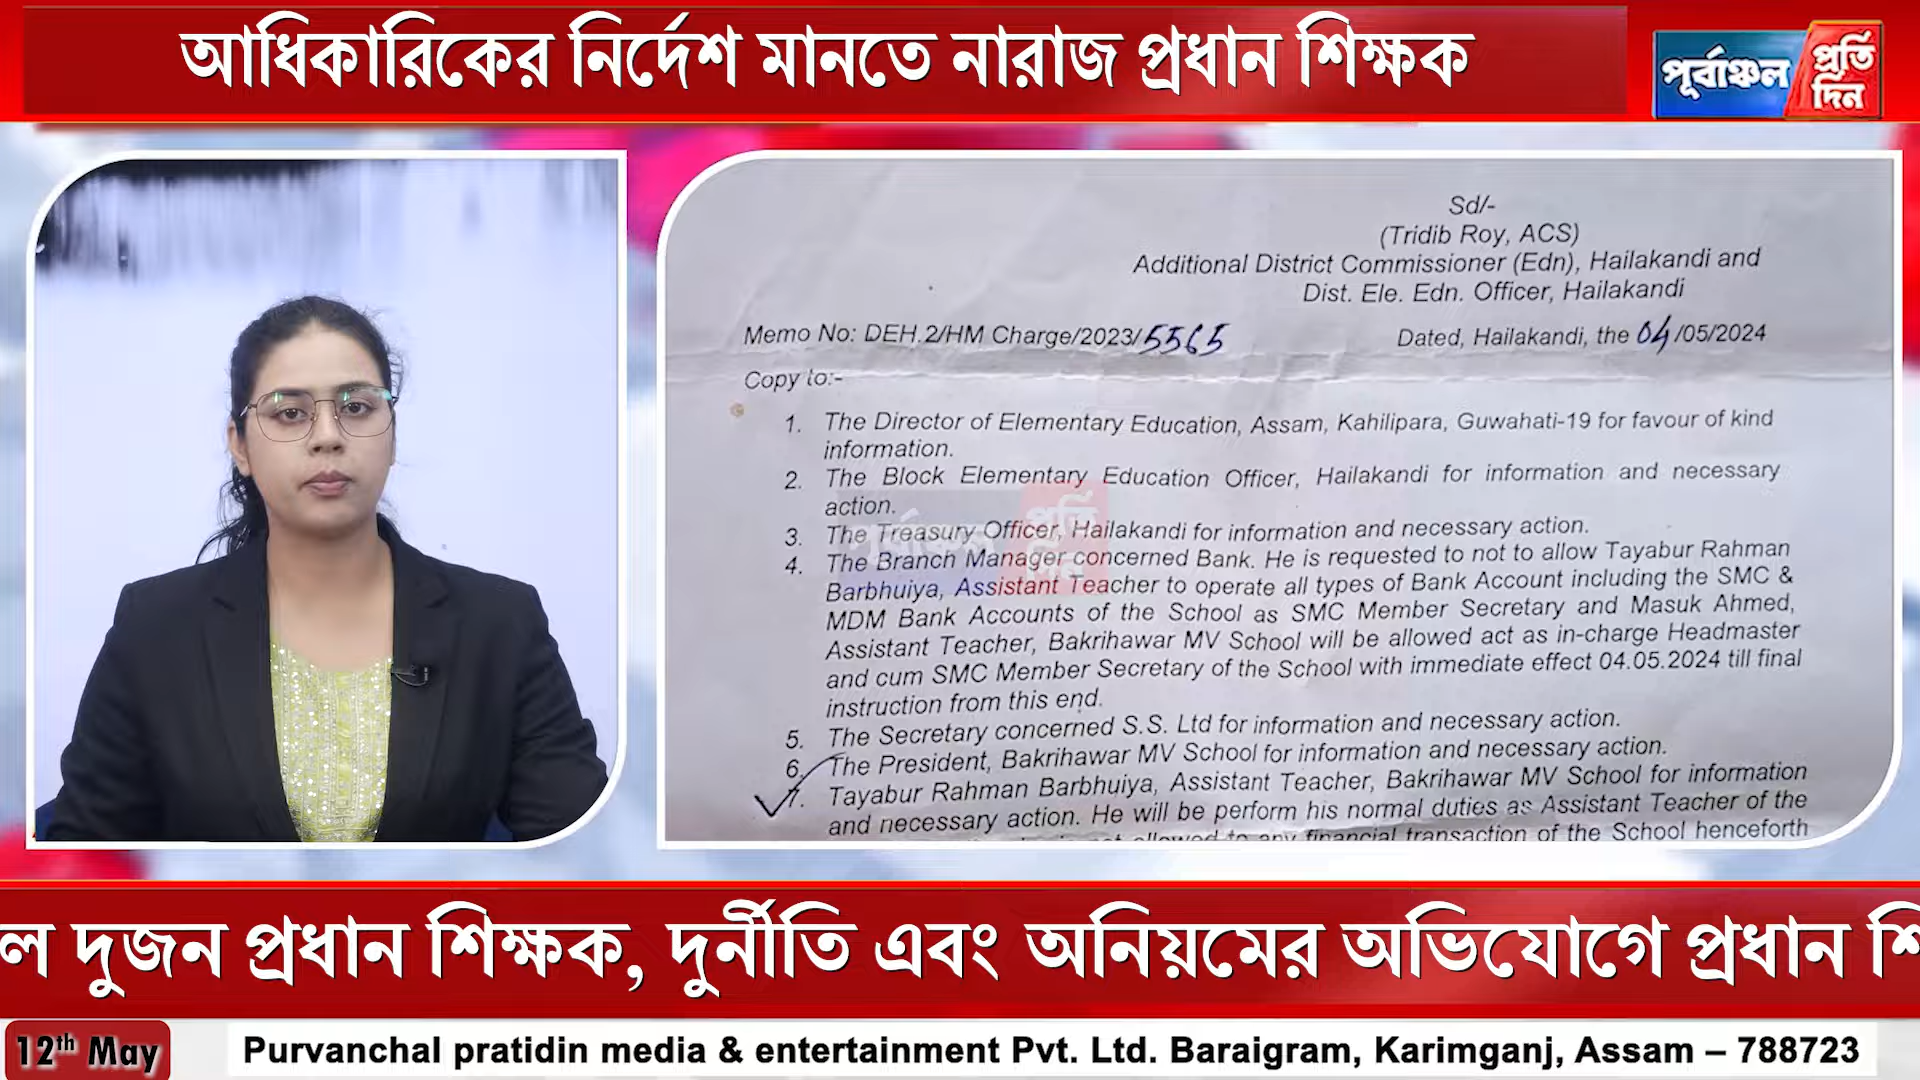 আধিকারিকের নির্দেশ মানতে নারাজ প্রধান শিক্ষক
পূর্বাঞ্চল
প্রতি
দিন
Sd/-
(Tridib Roy, ACS)
Additional District Commissioner (Edn), Hailakandi and
Dist. Ele. Edn. Officer, Hailakandi
Memo No: DEH.2/HM Charge/2023/5565
Dated, Hailakandi, the 04/05/2024
Copy to:-
1. The Director of Elementary Education, Assam, Kahilipara, Guwahati-19 for favour of kind
information.
2. The Block Elementary Education Officer, Hailakandi for information and necessary
action.
3. The Treasury Officer, Hailakandi for information and necessary action.
4. The Branch Manager concerned Bank. He is requested to not to allow Tayabur Rahman
Barbhuiya, Assistant Teacher to operate all types of Bank Account including the SMC &
MDM Bank Accounts of the School as SMC Member Secretary and Masuk Ahmed,
Assistant Teacher, Bakrihawar MV School will be allowed act as in-charge Headmaster
and cum SMC Member Secretary of the School with immediate effect 04.05.2024 till final
instruction from this end.
5. The Secretary concerned S.S. Ltd for information and necessary action.
6. The President, Bakrihawar MV School for information and necessary action.
7. Tayabur Rahman Barbhuiya, Assistant Teacher, Bakrihawar MV School for information
and necessary action. He will be perform his normal duties as Assistant Teacher of the
not allowed to any financial transaction of the School henceforth
ল দুজন প্রধান শিক্ষক, দুর্নীতি এবং অনিয়মের অভিযোগে প্রধান শি
12th May
Purvanchal pratidin media & entertainment Pvt. Ltd. Baraigram, Karimganj, Assam – 788723